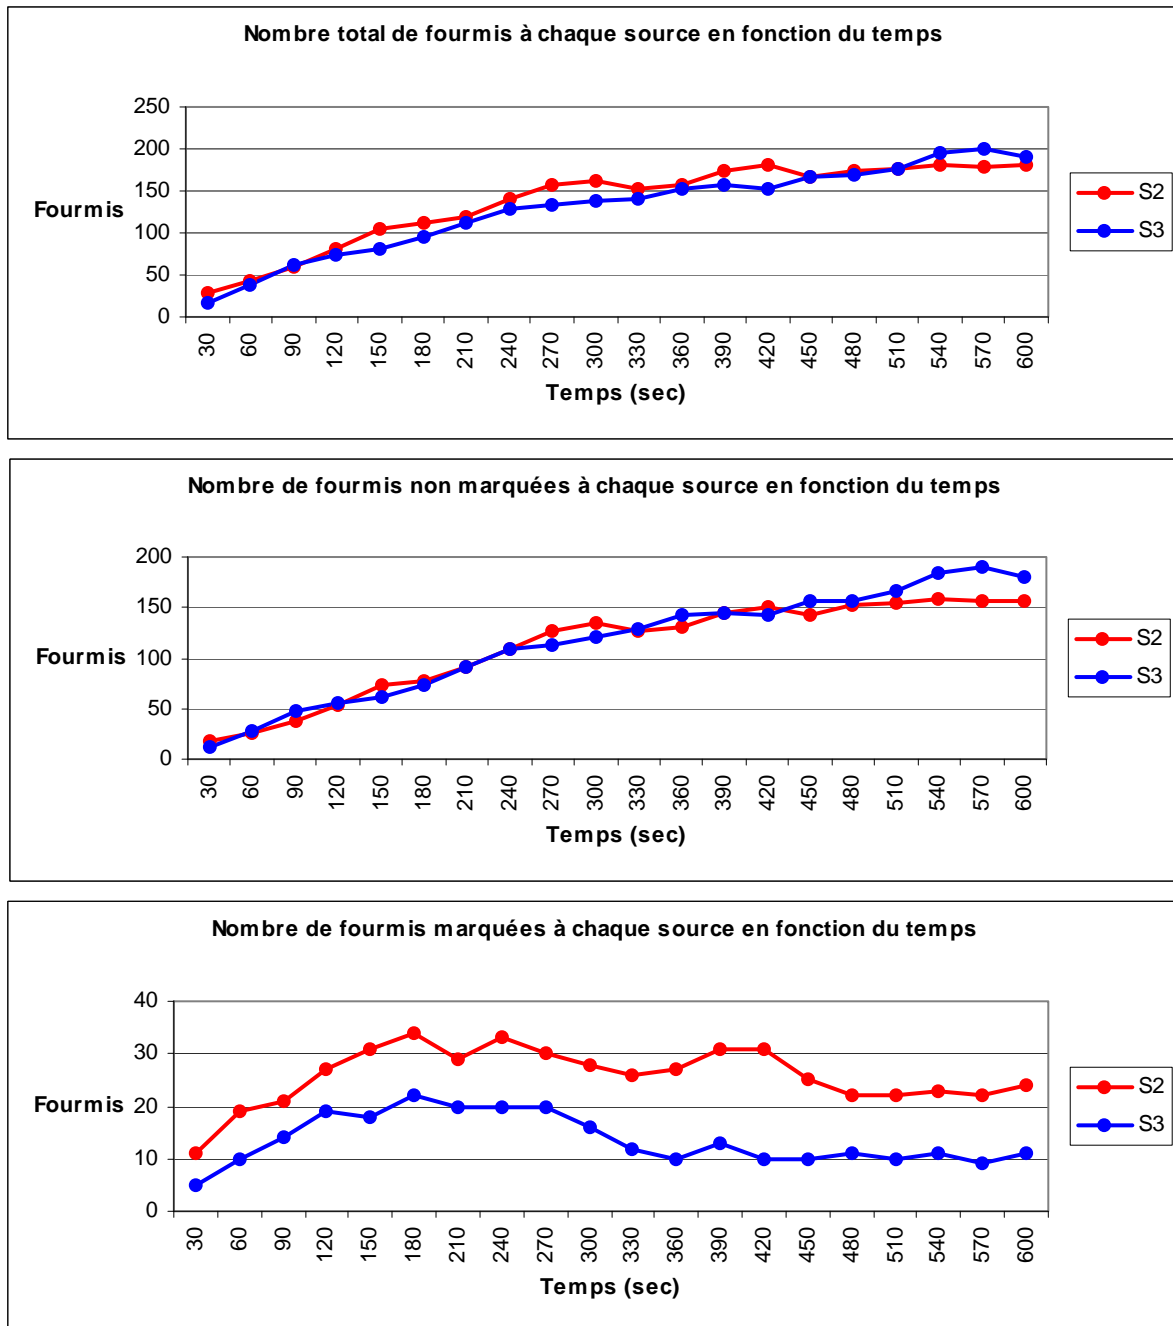 Nombre total de fourmis à chaque source en fonction du temps
250
200
150
100
50
0
Fourmis
30 60 90 120 150 180 210 240 270 300 330 360 390 420 450 480 510 540 570 600
Temps (sec)
S2
S3
Nombre de fourmis non marquées à chaque source en fonction du temps
200
150
100
50
0
Fourmis
30 60 90 120 150 180 210 240 270 300 330 360 390 420 450 480 510 540 570 600
Temps (sec)
S2
S3
Nombre de fourmis marquées à chaque source en fonction du temps
40
30
20
10
0
Fourmis
30 60 90 120 150 180 210 240 270 300 330 360 390 420 450 480 510 540 570 600
Temps (sec)
S2
S3